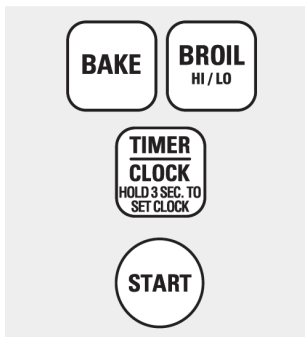 BAKE
BROIL
HI / LO
TIMER
CLOCK
HOLD 3 SEC. TO
SET CLOCK
START